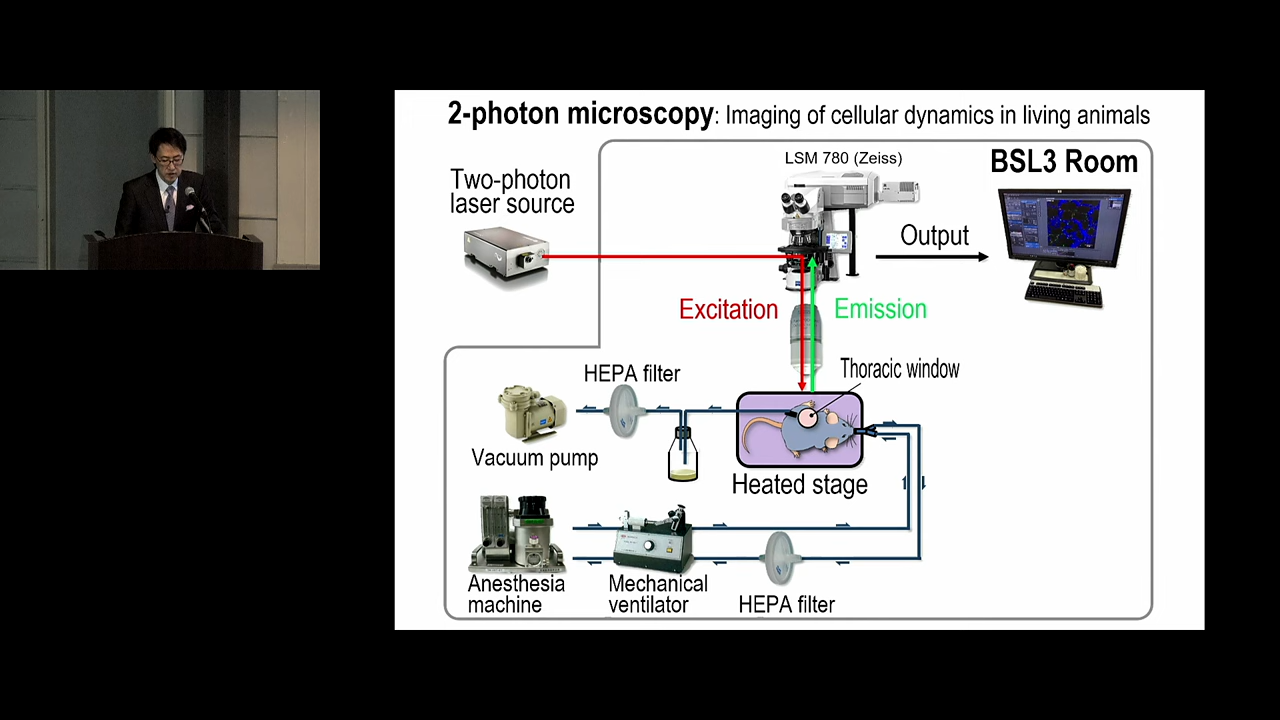 2-photon microscopy: Imaging of cellular dynamics in living animals
LSM 780 (Zeiss)
BSL3 Room
Two-photon
laser source
Output
Excitation
Emission
Thoracic window
HEPA filter
Vacuum pump
Heated stage
Anesthesia
machine
Mechanical
ventilator
HEPA filter